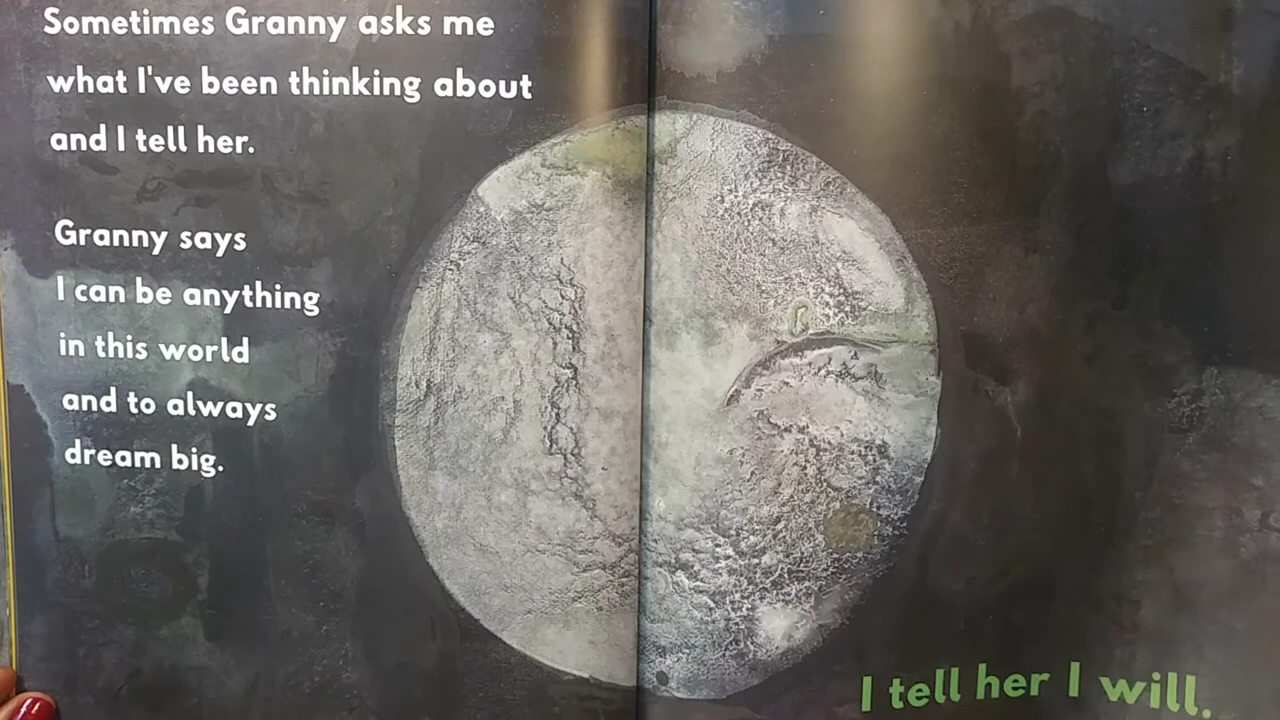 Sometimes Granny asks me
what I've been thinking about
and I tell her.
Granny says
I can be anything
in this world
and to always
dream big.
I tell her I will.